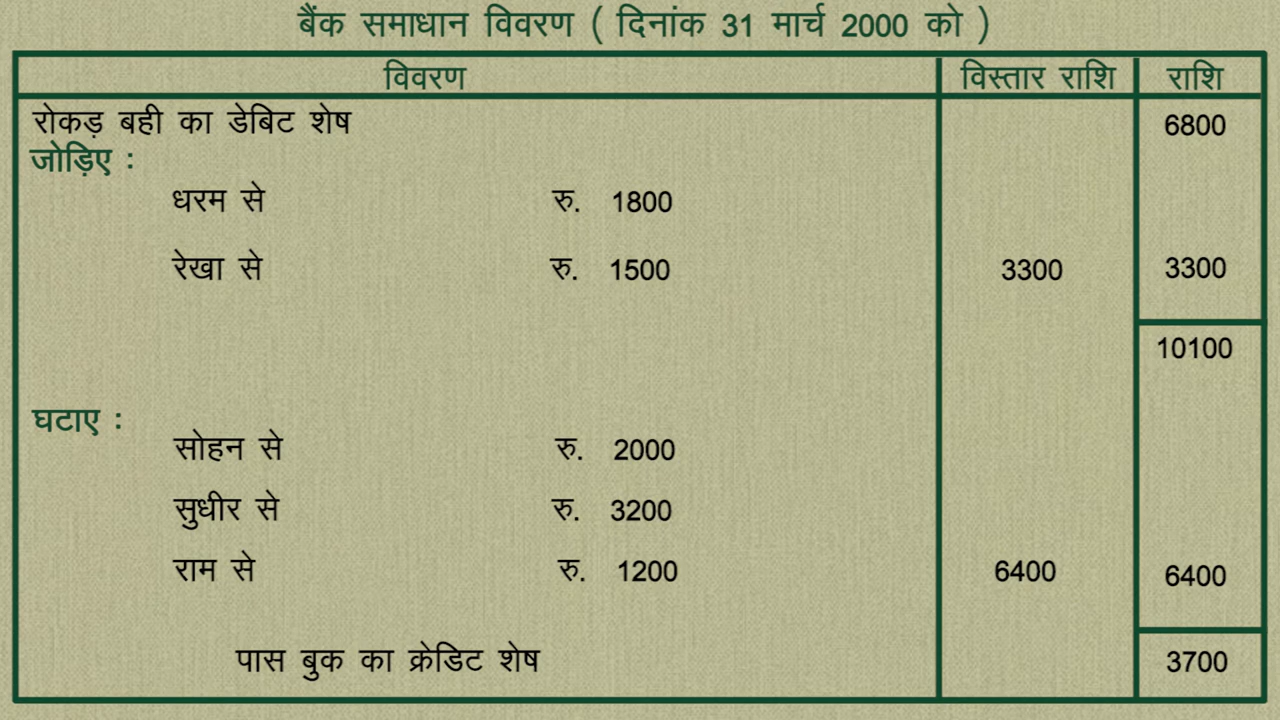 बैंक समाधान विवरण ( दिनांक 31 मार्च 2000 को )
विवरण विस्तार राशि राशि
रोकड़ बही का डेबिट शेष 6800
जोड़िए :
धरम से रु. 1800
रेखा से रु. 1500 3300 3300
10100
घटाए :
सोहन से रु. 2000
सुधीर से रु. 3200
राम से रु. 1200 6400 6400
पास बुक का क्रेडिट शेष 3700